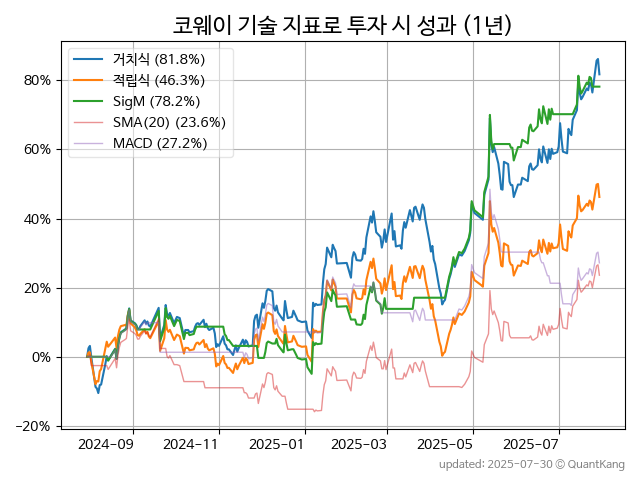 코웨이 기술 지표로 투자 시 성과 (1년)
거치식 (81.8%)
적립식 (46.3%)
SigM (78.2%)
SMA(20) (23.6%)
MACD (27.2%)
80%
60%
40%
20%
0%
−20%
2024-09 2024-11 2025-01 2025-03 2025-05 2025-07
updated: 2025-07-30 © QuantKang